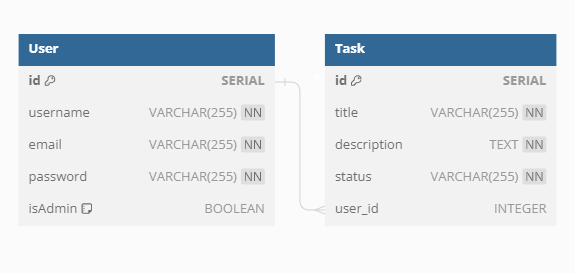 User
id SERIAL
username VARCHAR(255) NN
email VARCHAR(255) NN
password VARCHAR(255) NN
isAdmin BOOLEAN
Task
id SERIAL
title VARCHAR(255) NN
description TEXT NN
status VARCHAR(255) NN
user_id INTEGER